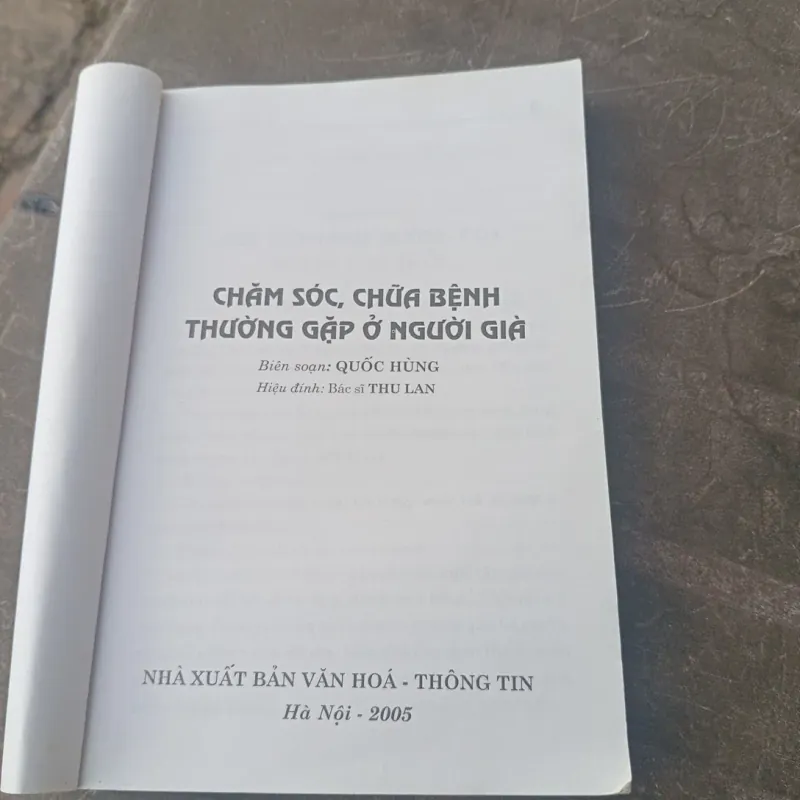 CHĂM SÓC, CHỮA BỆNH
THƯỜNG GẶP Ở NGƯỜI GIÀ
Biên soạn: QUỐC HÙNG
Hiệu đính: Bác sĩ THU LAN
NHÀ XUẤT BẢN VĂN HOÁ - THÔNG TIN
Hà Nội - 2005